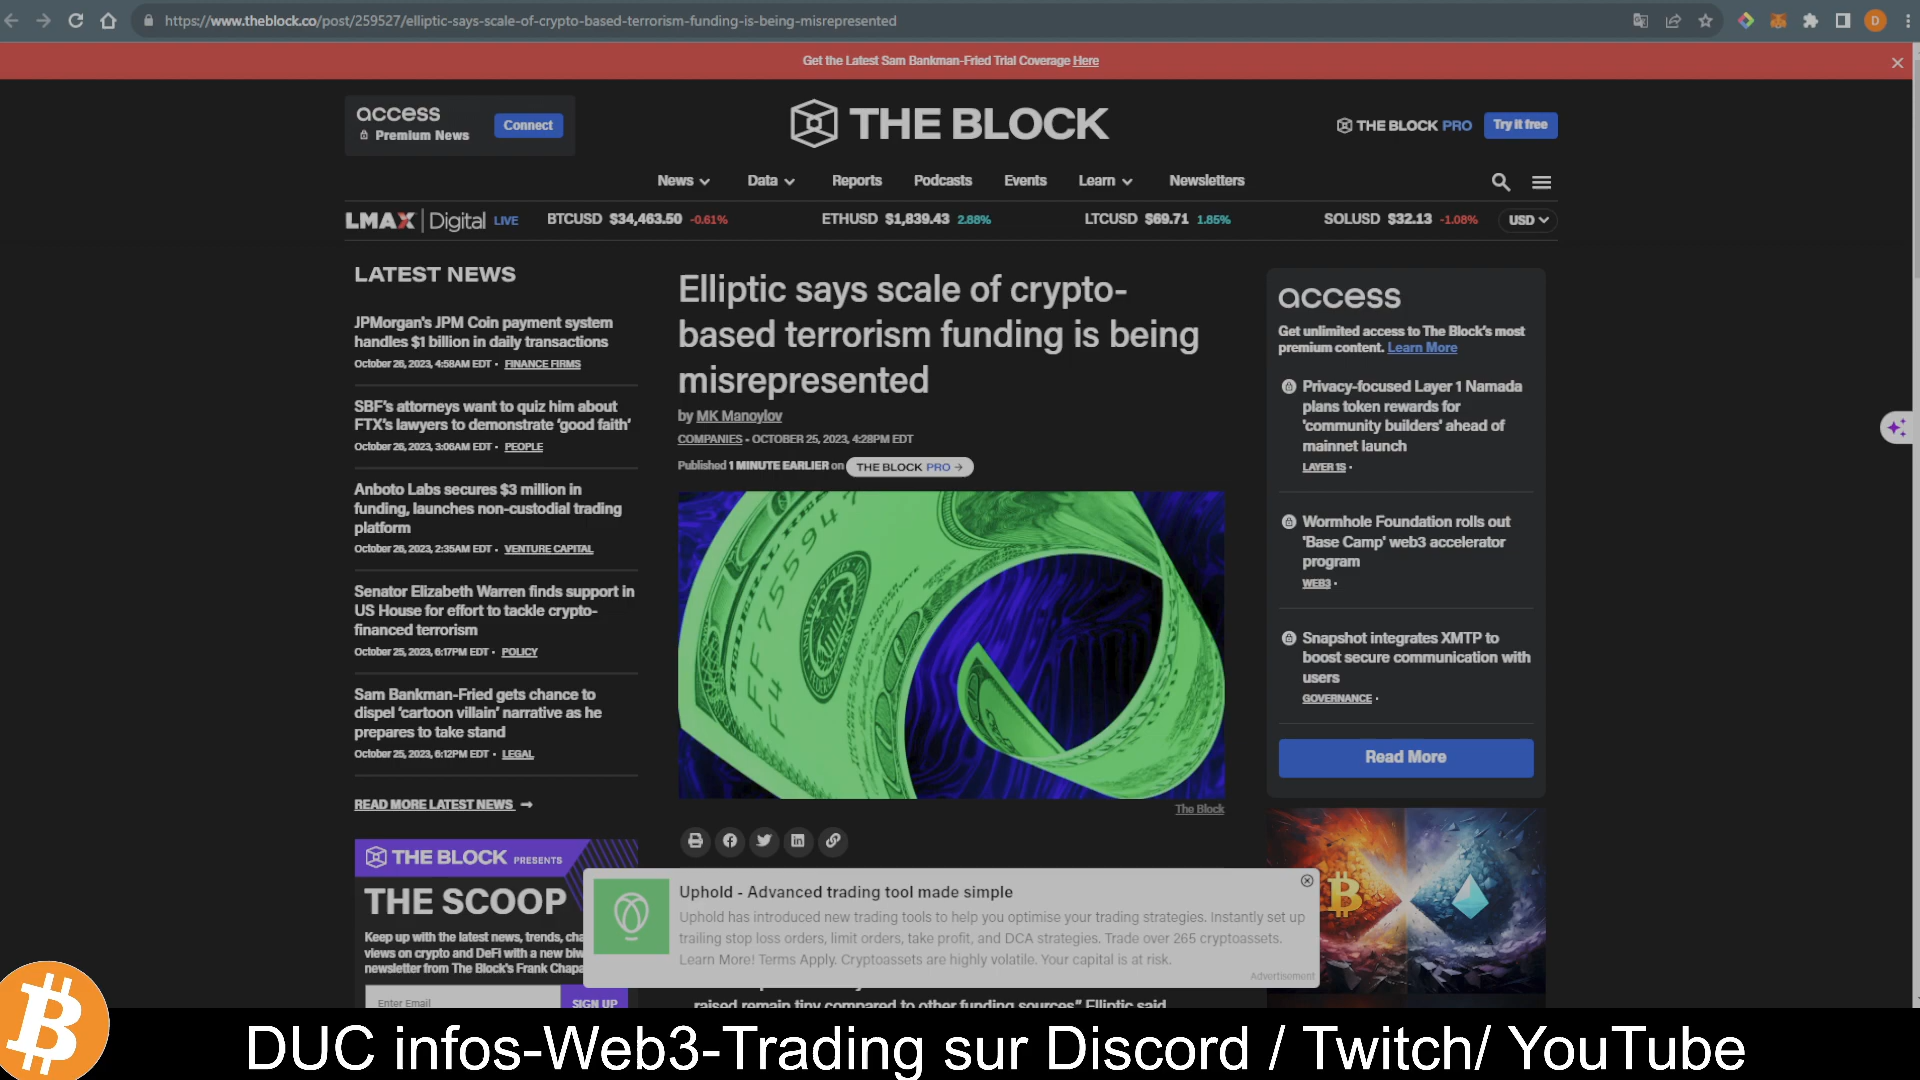 https://www.theblock.co/post/259527/elliptic-says-scale-of-crypto-based-terrorism-funding-is-being-misrepresented
D
Get the Latest Sam Bankman-Fried Trial Coverage Here
access
Premium News
Connect
THE BLOCK
THE BLOCK PRO
Try it free
News
Data
Reports
Podcasts
Events
Learn
Newsletters
LMAX Digital LIVE
BTCUSD $34,463.50 -0.61%
ETHUSD $1,839.43 2.88%
LTCUSD $69.71 1.85%
SOLUSD $32.13 -1.08%
USD
LATEST NEWS
JPMorgan's JPM Coin payment system
handles $1 billion in daily transactions
October 26, 2023, 4:58AM EDT • FINANCE FIRMS
SBF's attorneys want to quiz him about
FTX's lawyers to demonstrate 'good faith'
October 26, 2023, 3:06AM EDT • PEOPLE
Anboto Labs secures $3 million in
funding, launches non-custodial trading
platform
October 26, 2023, 2:35AM EDT • VENTURE CAPITAL
Senator Elizabeth Warren finds support in
US House for effort to tackle crypto-
financed terrorism
October 25, 2023, 6:17PM EDT • POLICY
Sam Bankman-Fried gets chance to
dispel 'cartoon villain' narrative as he
prepares to take stand
October 25, 2023, 6:12PM EDT • LEGAL
READ MORE LATEST NEWS →
THE BLOCK PRESENTS
THE SCOOP
Keep up with the latest news, trends, cha
views on crypto and DeFi with a new biw
newsletter from The Block's Frank Chapa
Enter Email
SIGN UP
Elliptic says scale of crypto-
based terrorism funding is being
misrepresented
by MK Manoylov
COMPANIES • OCTOBER 25, 2023, 4:28PM EDT
Published 1 MINUTE EARLIER on THE BLOCK PRO →
FF 7755947
F4
The Block
Uphold - Advanced trading tool made simple
Uphold has introduced new trading tools to help you optimise your trading strategies. Instantly set up
trailing stop loss orders, limit orders, take profit, and DCA strategies. Trade over 265 cryptoassets.
Learn More! Terms Apply. Cryptoassets are highly volatile. Your capital is at risk.
Advertisement
raised remain tiny compared to other funding sources" Elliptic said
access
Get unlimited access to The Block's most
premium content. Learn More
Privacy-focused Layer 1 Namada
plans token rewards for
'community builders' ahead of
mainnet launch
LAYER 1S •
Wormhole Foundation rolls out
'Base Camp' web3 accelerator
program
WEB3 •
Snapshot integrates XMTP to
boost secure communication with
users
GOVERNANCE •
Read More
DUC infos-Web3-Trading sur Discord / Twitch/ YouTube